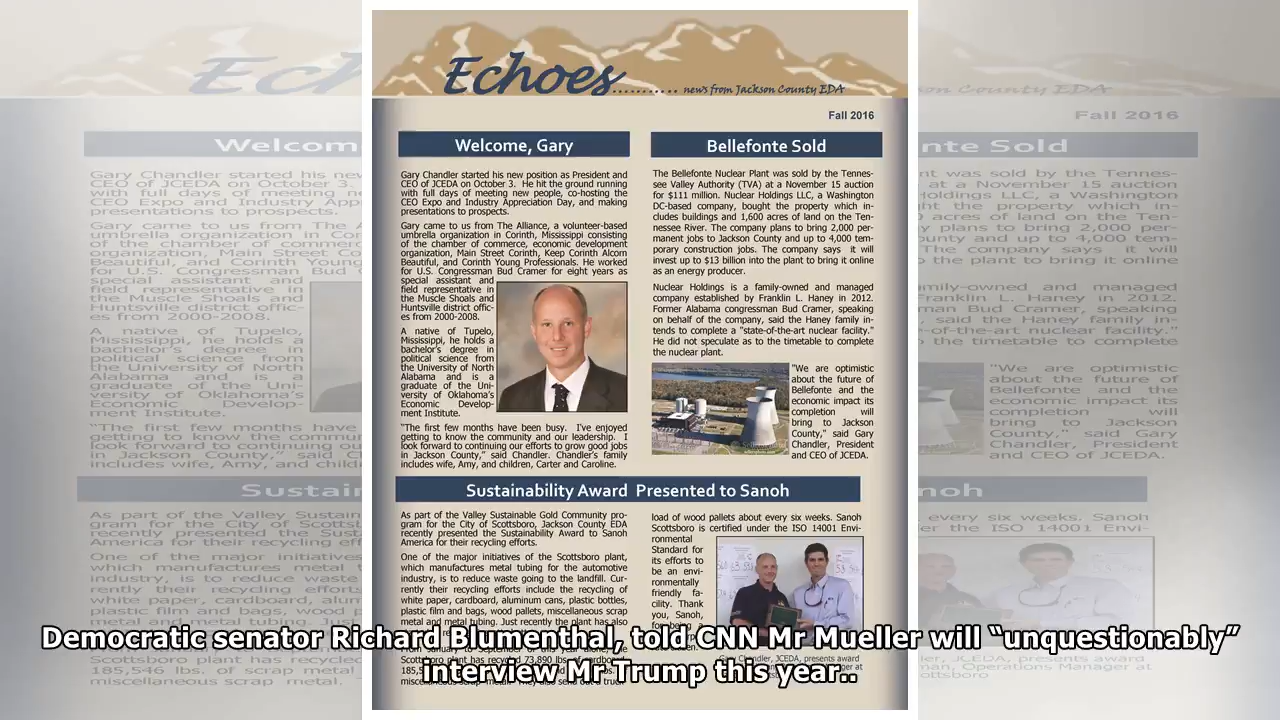 Echoes........... news from Jackson County EDA
Fall 2016
Welcome, Gary
Gary Chandler started his new position as President and
CEO of JCEDA on October 3. He hit the ground running
with full days of meeting new people, co-hosting the
CEO Expo and Industry Appreciation Day, and making
presentations to prospects.
Gary came to us from The Alliance, a volunteer-based
umbrella organization in Corinth, Mississippi consisting
of the chamber of commerce, economic development
organization, Main Street Corinth, Keep Corinth Alcorn
Beautiful, and Corinth Young Professionals. He worked
for U.S. Congressman Bud Cramer for eight years as
special assistant and
field representative in
the Muscle Shoals and
Huntsville district offic-
es from 2000-2008.
A native of Tupelo,
Mississippi, he holds a
bachelor's degree in
political science from
the University of North
Alabama and is a
graduate of the Uni-
versity of Oklahoma's
Economic Develop-
ment Institute.
"The first few months have been busy. I've enjoyed
getting to know the community and our leadership. I
look forward to continuing our efforts to grow good jobs
in Jackson County," said Chandler. Chandler's family
includes wife, Amy, and children, Carter and Caroline.
Bellefonte Sold
The Bellefonte Nuclear Plant was sold by the Tennes-
see Valley Authority (TVA) at a November 15 auction
for $111 million. Nuclear Holdings LLC, a Washington
DC-based company, bought the property which in-
cludes buildings and 1,600 acres of land on the Ten-
nessee River. The company plans to bring 2,000 per-
manent jobs to Jackson County and up to 4,000 tem-
porary construction jobs. The company says it will
invest up to $13 billion into the plant to bring it online
as an energy producer.
Nuclear Holdings is a family-owned and managed
company established by Franklin L. Haney in 2012.
Former Alabama congressman Bud Cramer, speaking
on behalf of the company, said the Haney family in-
tends to complete a "state-of-the-art nuclear facility."
He did not speculate as to the timetable to complete
the nuclear plant.
"We are optimistic
about the future of
Bellefonte and the
economic impact its
completion will
bring to Jackson
County," said Gary
Chandler, President
and CEO of JCEDA.
Sustainability Award Presented to Sanoh
As part of the Valley Sustainable Gold Community pro-
gram for the City of Scottsboro, Jackson County EDA
recently presented the Sustainability Award to Sanoh
America for their recycling efforts.
One of the major initiatives of the Scottsboro plant,
which manufactures metal tubing for the automotive
industry, is to reduce waste going to the landfill. Cur-
rently their recycling efforts include the recycling of
white paper, cardboard, aluminum cans, plastic bottles,
plastic film and bags, wood pallets, miscellaneous scrap
metal and metal tubing. Just recently the plant has also
load of wood pallets about every six weeks. Sanoh
Scottsboro is certified under the ISO 14001 Envi-
ronmental
Standard for
its efforts to
be an envi-
ronmentally
friendly fa-
cility. Thank
you, Sanoh,
Democratic senator Richard Blumenthal, told CNN Mr Mueller will “unquestionably”
interview Mr Trump this year..